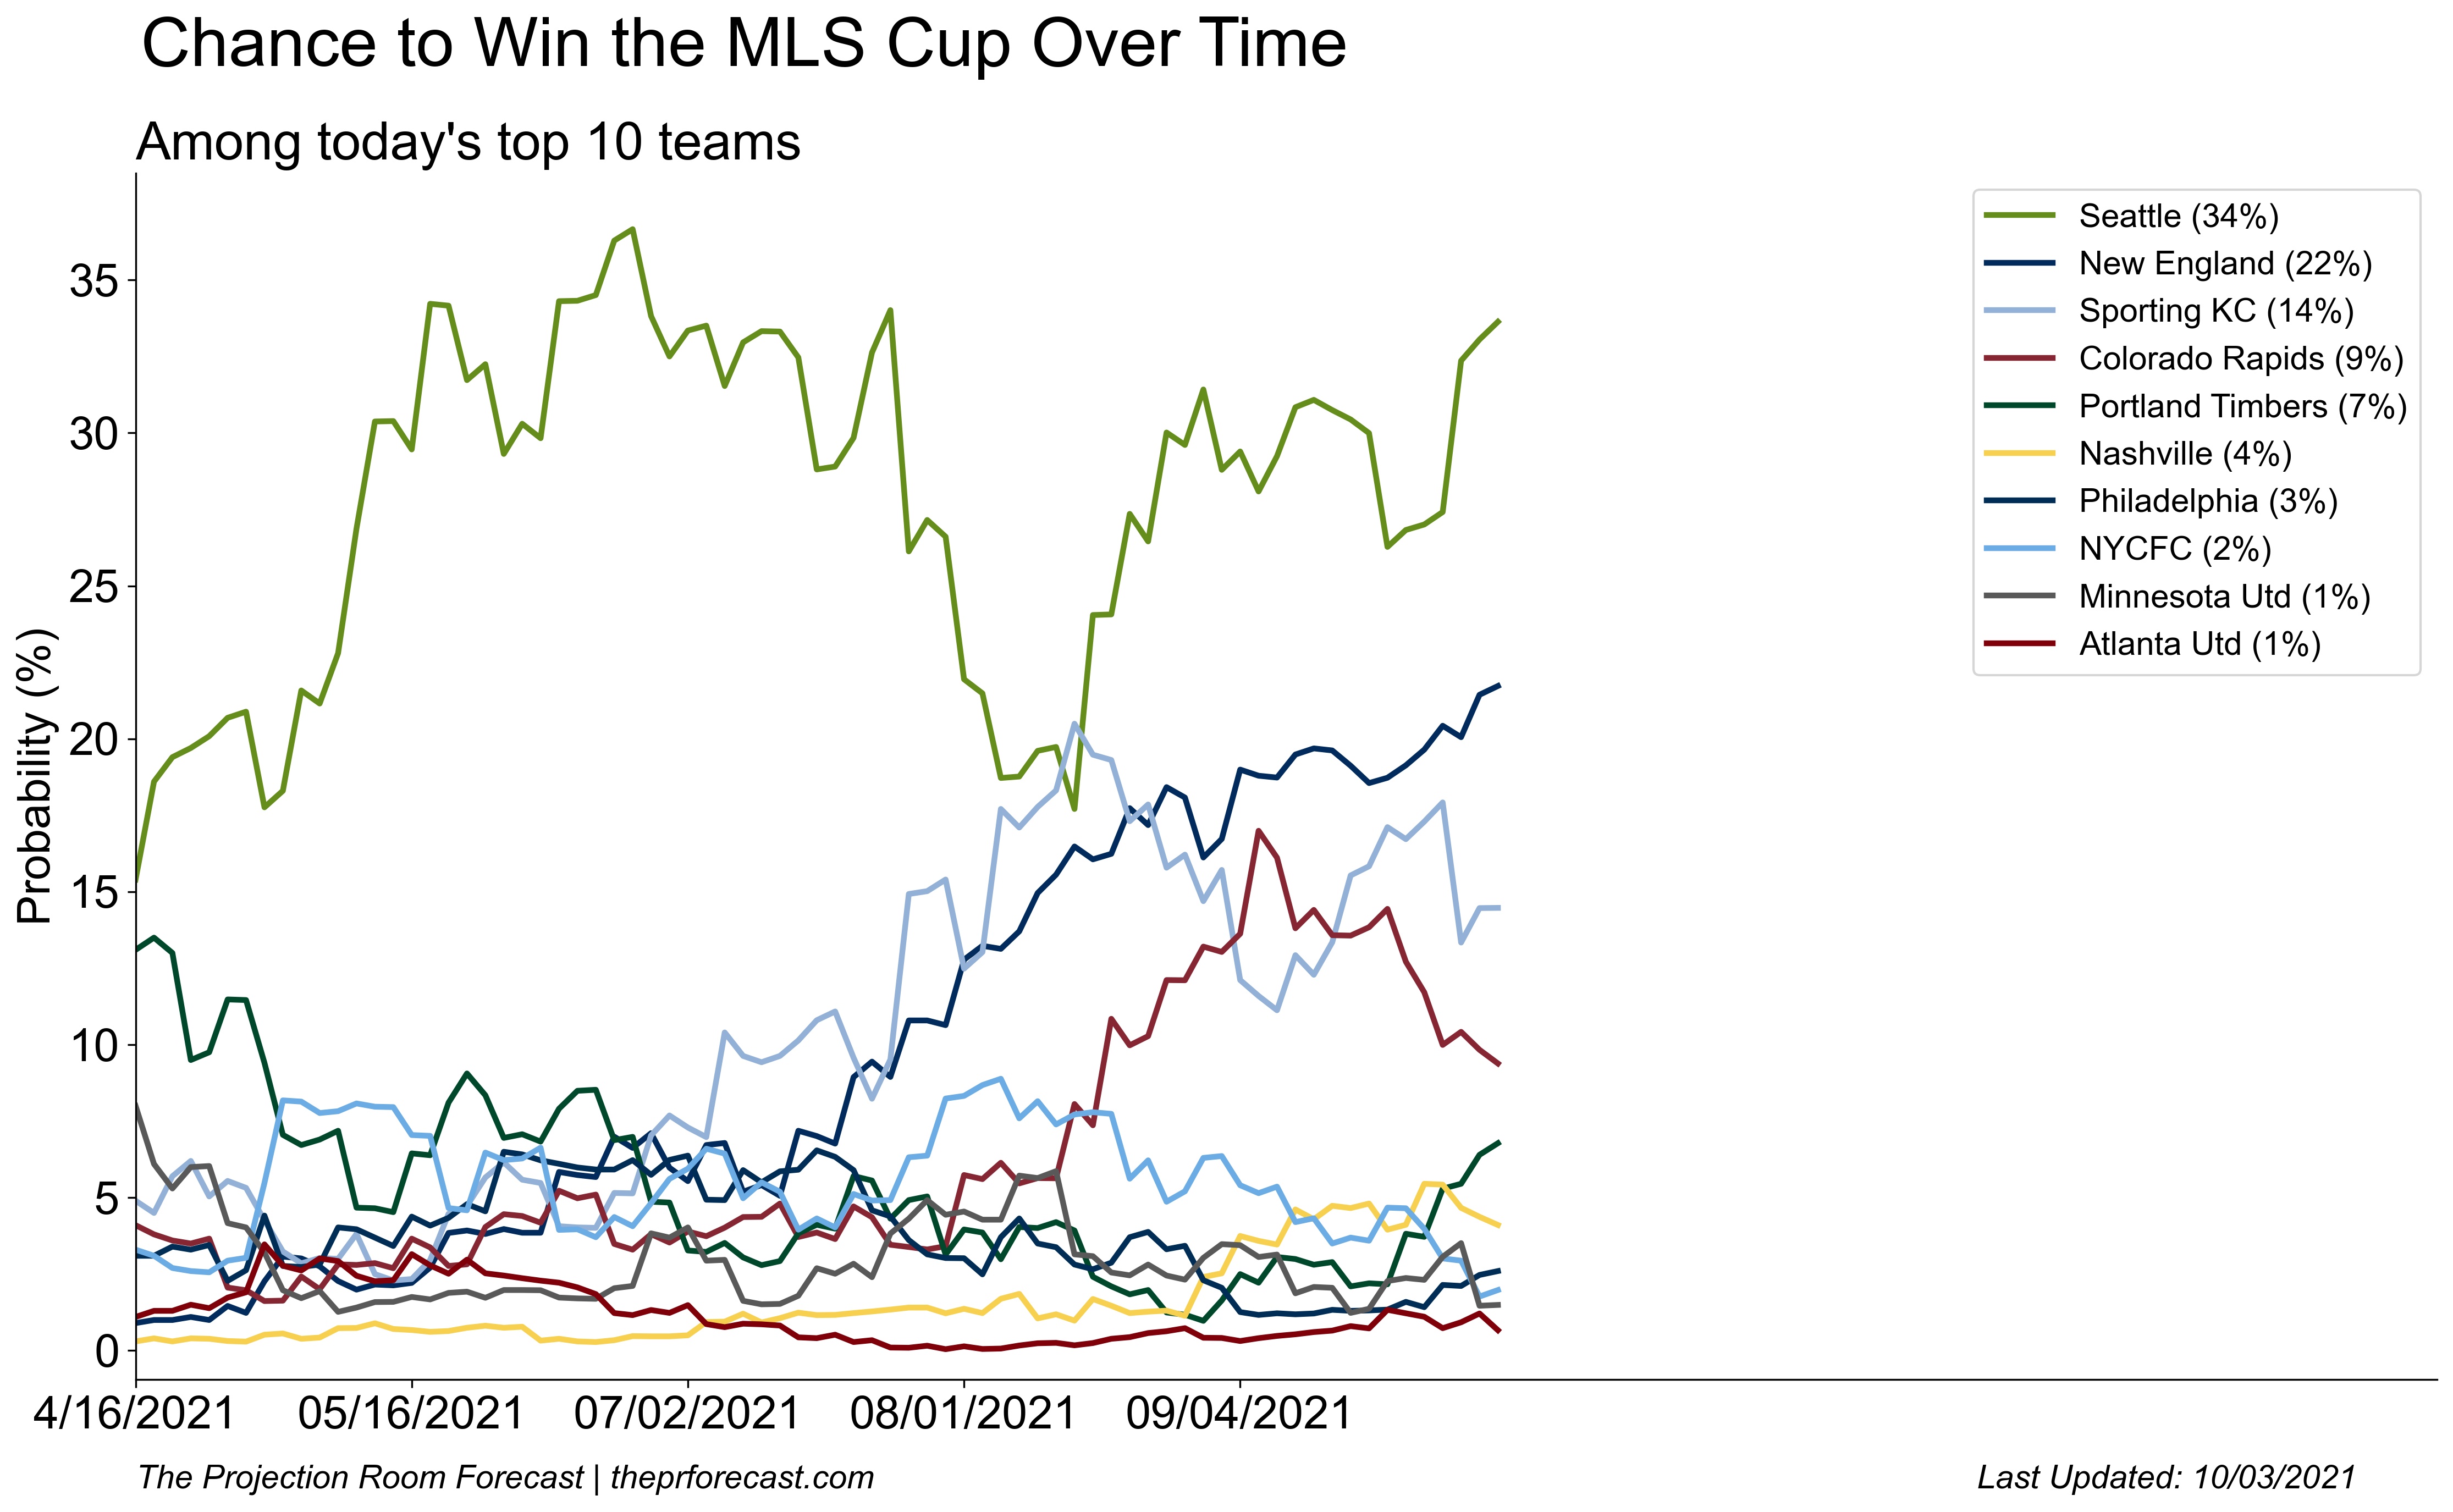 Chance to Win the MLS Cup Over Time
Among today's top 10 teams
Probability (%)
35
30
25
20
15
10
5
0
4/16/2021
05/16/2021
07/02/2021
08/01/2021
09/04/2021
Seattle (34%)
New England (22%)
Sporting KC (14%)
Colorado Rapids (9%)
Portland Timbers (7%)
Nashville (4%)
Philadelphia (3%)
NYCFC (2%)
Minnesota Utd (1%)
Atlanta Utd (1%)
The Projection Room Forecast | theprforecast.com
Last Updated: 10/03/2021